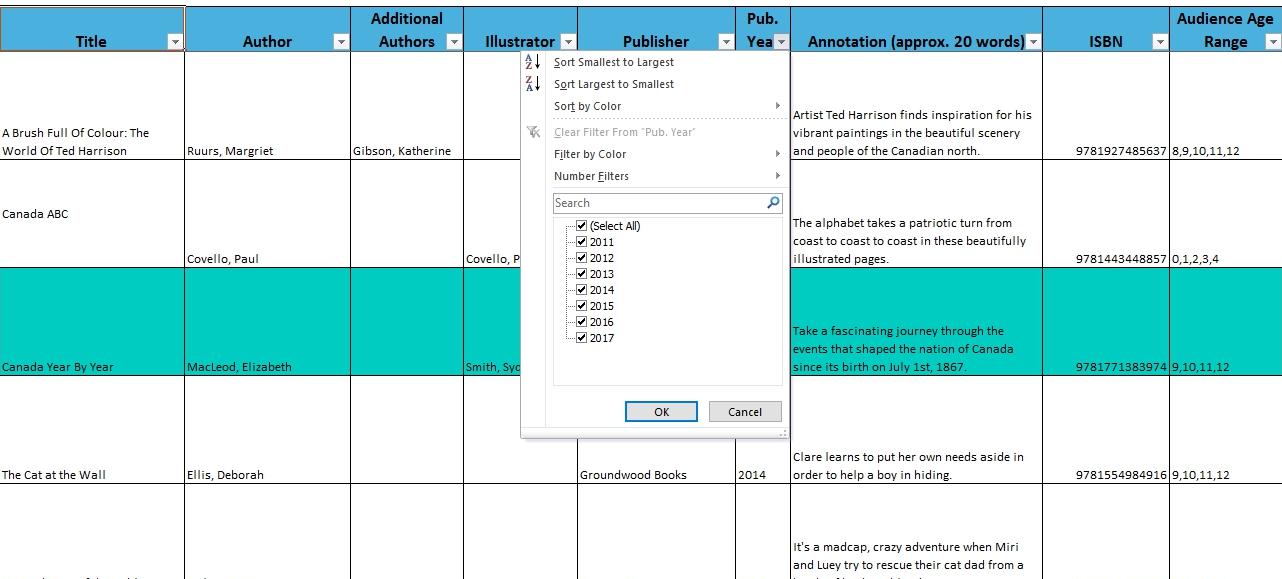 Title
Author
Additional
Authors
Illustrator
Publisher
Pub.
Yea
Annotation (approx. 20 words)
ISBN
Audience Age
Range
A Brush Full Of Colour: The
World Of Ted Harrison
Ruurs, Margriet
Gibson, Katherine
Artist Ted Harrison finds inspiration for his
vibrant paintings in the beautiful scenery
and people of the Canadian north.
9781927485637
8,9,10,11,12
Canada ABC
Covello, Paul
Covello, P
The alphabet takes a patriotic turn from
coast to coast to coast in these beautifully
illustrated pages.
9781443448857
0,1,2,3,4
Canada Year By Year
MacLeod, Elizabeth
Smith, Syd
Take a fascinating journey through the
events that shaped the nation of Canada
since its birth on July 1st, 1867.
9781771383974
9,10,11,12
The Cat at the Wall
Ellis, Deborah
Groundwood Books
2014
Clare learns to put her own needs aside in
order to help a boy in hiding.
9781554984916
9,10,11,12
It's a madcap, crazy adventure when Miri
and Luey try to rescue their cat dad from a
Sort Smallest to Largest
Sort Largest to Smallest
Sort by Color
Clear Filter From "Pub. Year"
Filter by Color
Number Filters
Search
(Select All)
2011
2012
2013
2014
2015
2016
2017
OK
Cancel